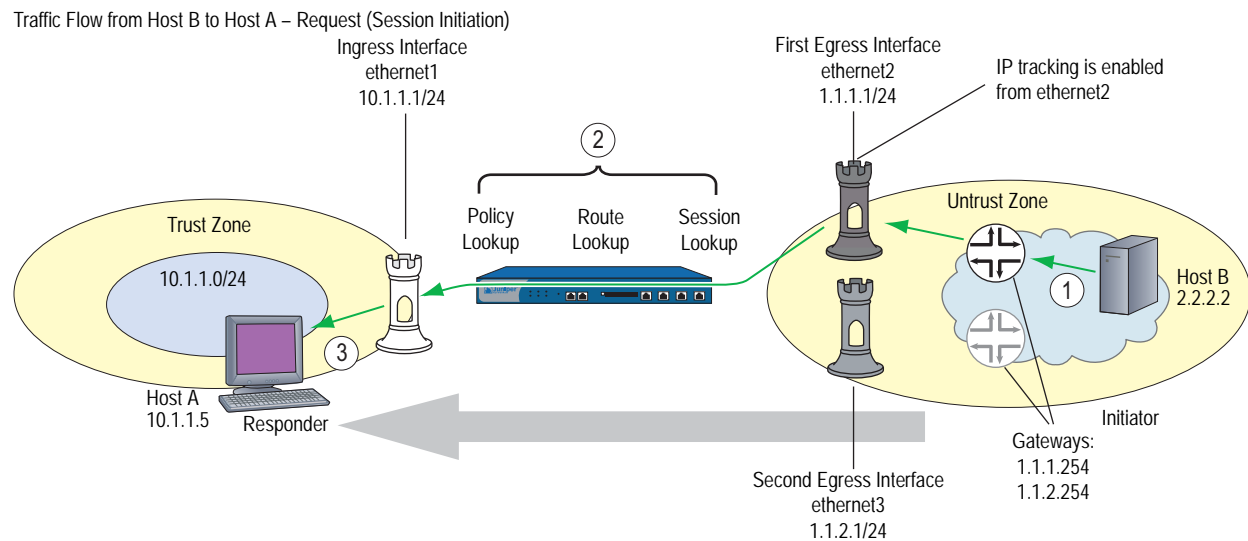 Traffic Flow from Host B to Host A – Request (Session Initiation)
Ingress Interface
ethernet1
10.1.1.1/24
First Egress Interface
ethernet2
1.1.1.1/24
IP tracking is enabled
from ethernet2
2
Policy
Lookup
Route
Lookup
Session
Lookup
Trust Zone
10.1.1.0/24
Untrust Zone
1
Host B
2.2.2.2
3
Host A
10.1.1.5
Responder
Initiator
Gateways:
1.1.1.254
1.1.2.254
Second Egress Interface
ethernet3
1.1.2.1/24